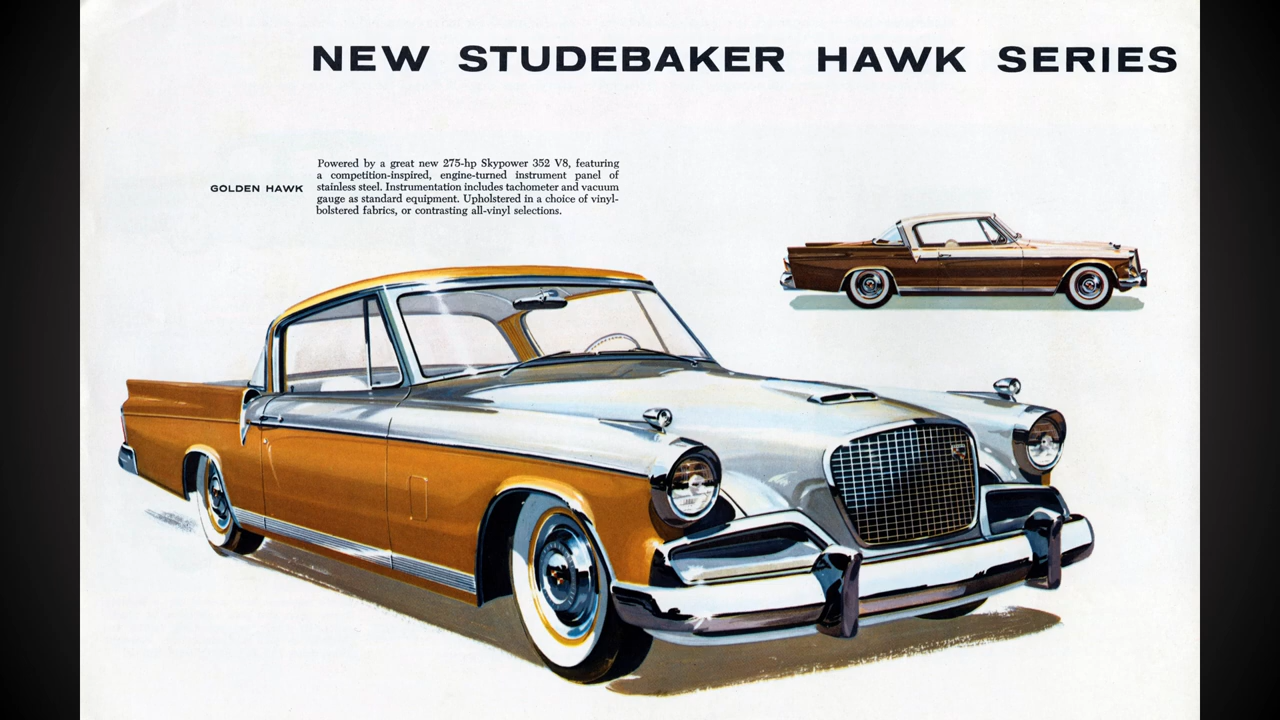 NEW STUDEBAKER HAWK SERIES
GOLDEN HAWK
Powered by a great new 275-hp Skypower 352 V8, featuring
a competition-inspired, engine-turned instrument panel of
stainless steel. Instrumentation includes tachometer and vacuum
gauge as standard equipment. Upholstered in a choice of vinyl-
bolstered fabrics, or contrasting all-vinyl selections.